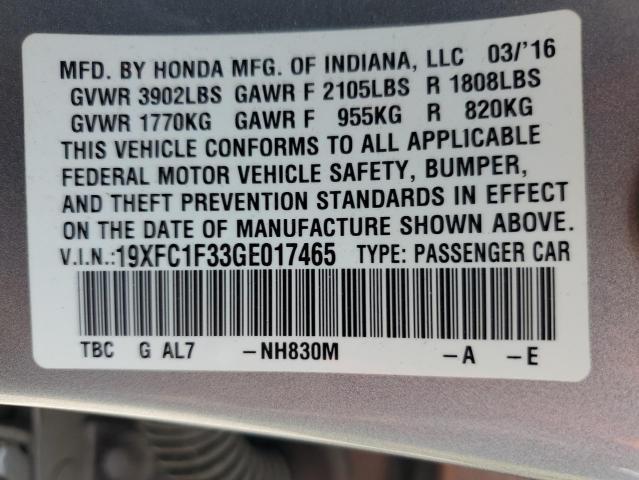 MFD. BY HONDA MFG. OF INDIANA, LLC 03/'16
GVWR 3902LBS GAWR F 2105LBS R 1808LBS
GVWR 1770KG GAWR F 955KG R 820KG
THIS VEHICLE CONFORMS TO ALL APPLICABLE
FEDERAL MOTOR VEHICLE SAFETY, BUMPER,
AND THEFT PREVENTION STANDARDS IN EFFECT
ON THE DATE OF MANUFACTURE SHOWN ABOVE.
V.I.N.:19XFC1F33GE017465 TYPE: PASSENGER CAR
TBC G AL7 -NH830M -A -E